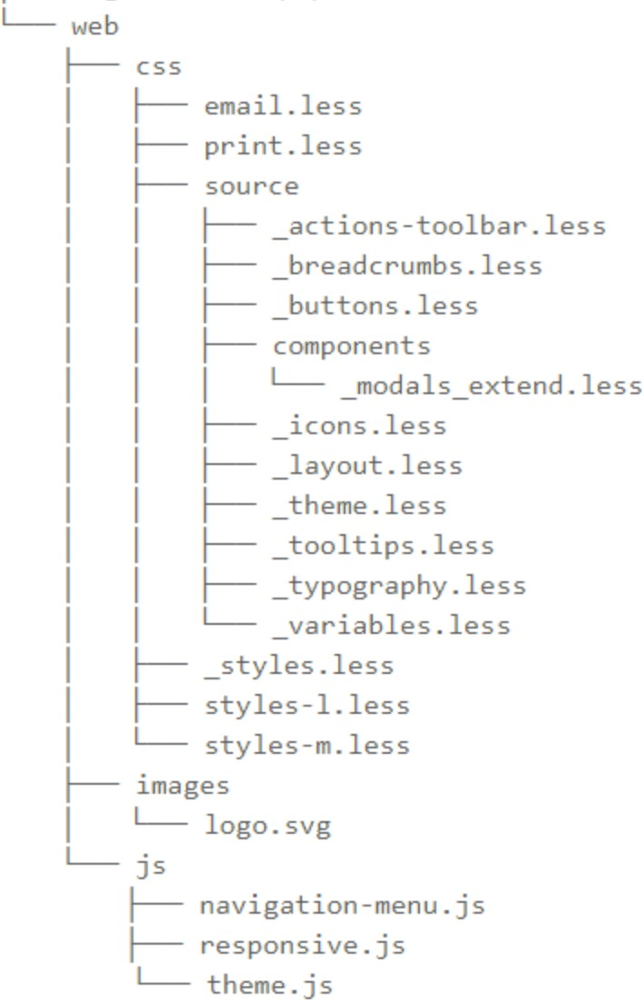 └── web
    ├── css
    │   ├── email.less
    │   ├── print.less
    │   ├── source
    │   │   ├── _actions-toolbar.less
    │   │   ├── _breadcrumbs.less
    │   │   ├── _buttons.less
    │   │   ├── components
    │   │   │   └── _modals_extend.less
    │   │   ├── _icons.less
    │   │   ├── _layout.less
    │   │   ├── _theme.less
    │   │   ├── _tooltips.less
    │   │   ├── _typography.less
    │   │   └── _variables.less
    │   ├── _styles.less
    │   ├── styles-l.less
    │   └── styles-m.less
    ├── images
    │   └── logo.svg
    └── js
        ├── navigation-menu.js
        ├── responsive.js
        └── theme.js